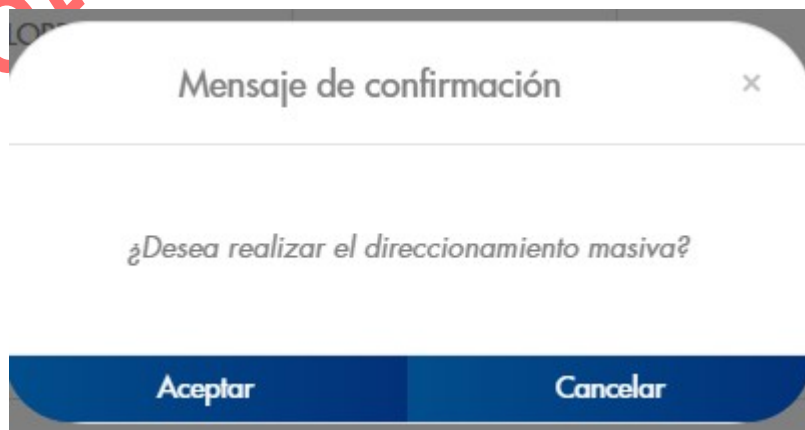 Mensaje de confirmación ×
¿Desea realizar el direccionamiento masiva?
Aceptar Cancelar